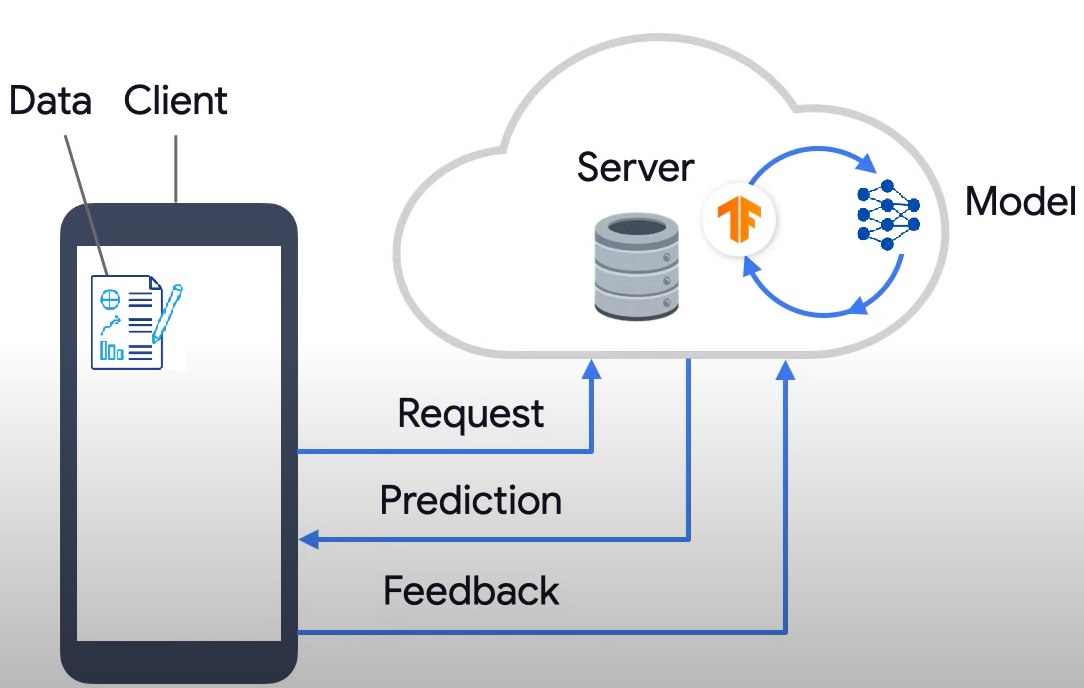 Data
Client
Server
Model
Request
Prediction
Feedback